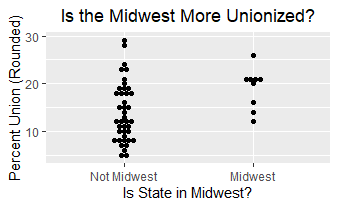 Is the Midwest More Unionized?
Percent Union (Rounded)
30
20
10
Not Midwest
Midwest
Is State in Midwest?